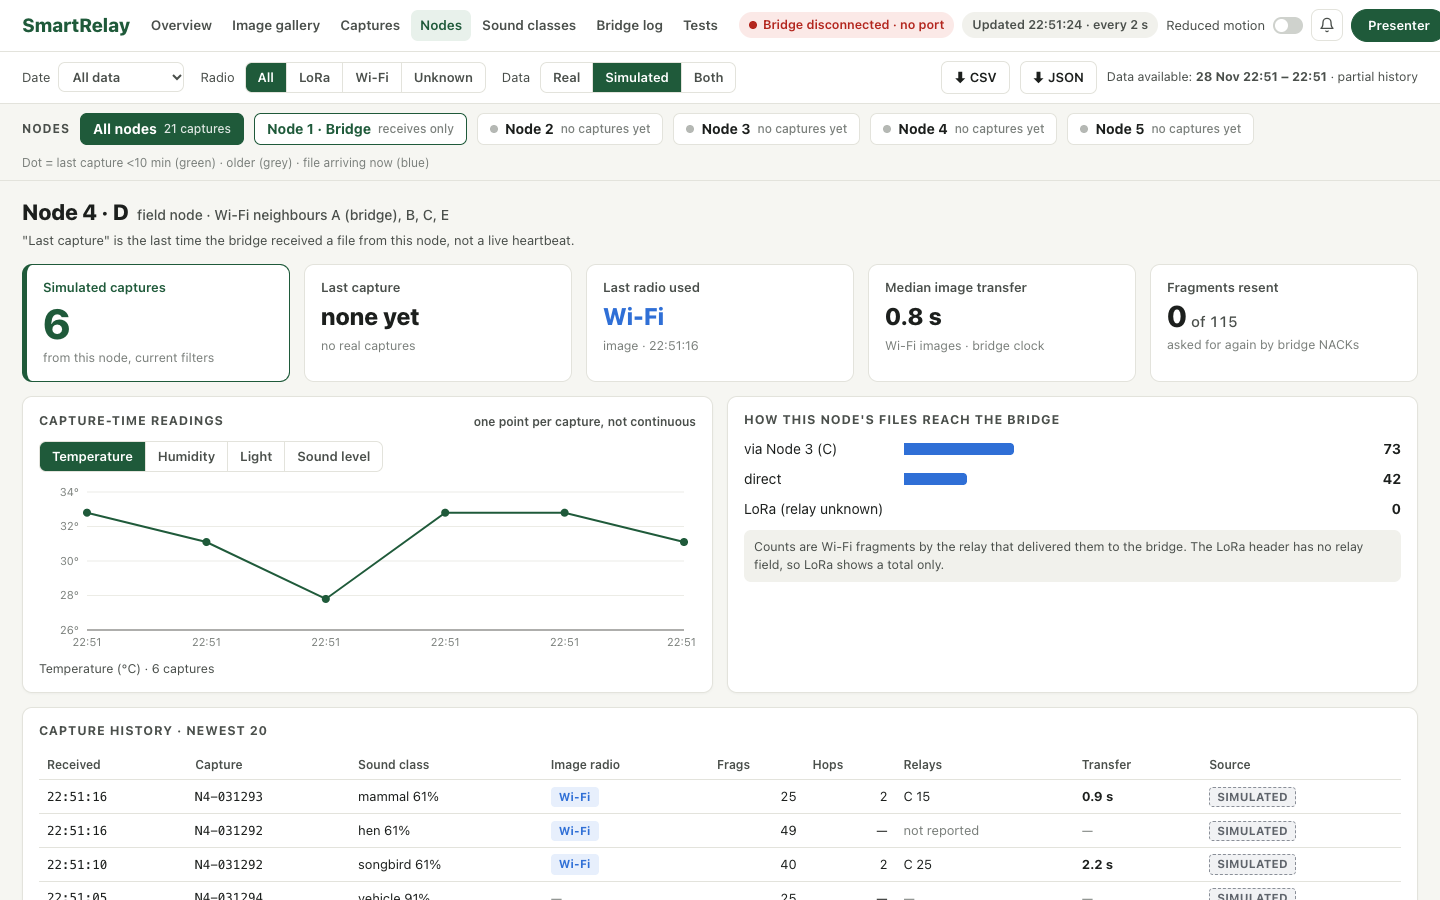 SmartRelay Overview Image gallery Captures Nodes Sound classes Bridge log Tests Bridge disconnected · no port Updated 22:51:24 · every 2 s Reduced motion Presenter
Date All data Radio All LoRa Wi-Fi Unknown Data Real Simulated Both CSV JSON Data available: 28 Nov 22:51 – 22:51 · partial history
NODES All nodes 21 captures Node 1 · Bridge receives only Node 2 no captures yet Node 3 no captures yet Node 4 no captures yet Node 5 no captures yet
Dot = last capture <10 min (green) · older (grey) · file arriving now (blue)
Node 4 · D field node · Wi-Fi neighbours A (bridge), B, C, E
"Last capture" is the last time the bridge received a file from this node, not a live heartbeat.
Simulated captures
6
from this node, current filters
Last capture
none yet
no real captures
Last radio used
Wi-Fi
image · 22:51:16
Median image transfer
0.8 s
Wi-Fi images · bridge clock
Fragments resent
0 of 115
asked for again by bridge NACKs
CAPTURE-TIME READINGS one point per capture, not continuous
Temperature Humidity Light Sound level
34°
32°
30°
28°
26°
22:51 22:51 22:51 22:51 22:51 22:51
Temperature (°C) · 6 captures
HOW THIS NODE'S FILES REACH THE BRIDGE
via Node 3 (C) 73
direct 42
LoRa (relay unknown) 0
Counts are Wi-Fi fragments by the relay that delivered them to the bridge. The LoRa header has no relay
field, so LoRa shows a total only.
CAPTURE HISTORY · NEWEST 20
Received Capture Sound class Image radio Frags Hops Relays Transfer Source
22:51:16 N4–031293 mammal 61% Wi-Fi 25 2 C 15 0.9 s SIMULATED
22:51:16 N4–031292 hen 61% Wi-Fi 49 — not reported — SIMULATED
22:51:10 N4–031292 songbird 61% Wi-Fi 40 2 C 25 2.2 s SIMULATED
22:51:05 N4–031294 vehicle 91% — 25 — — — SIMULATED